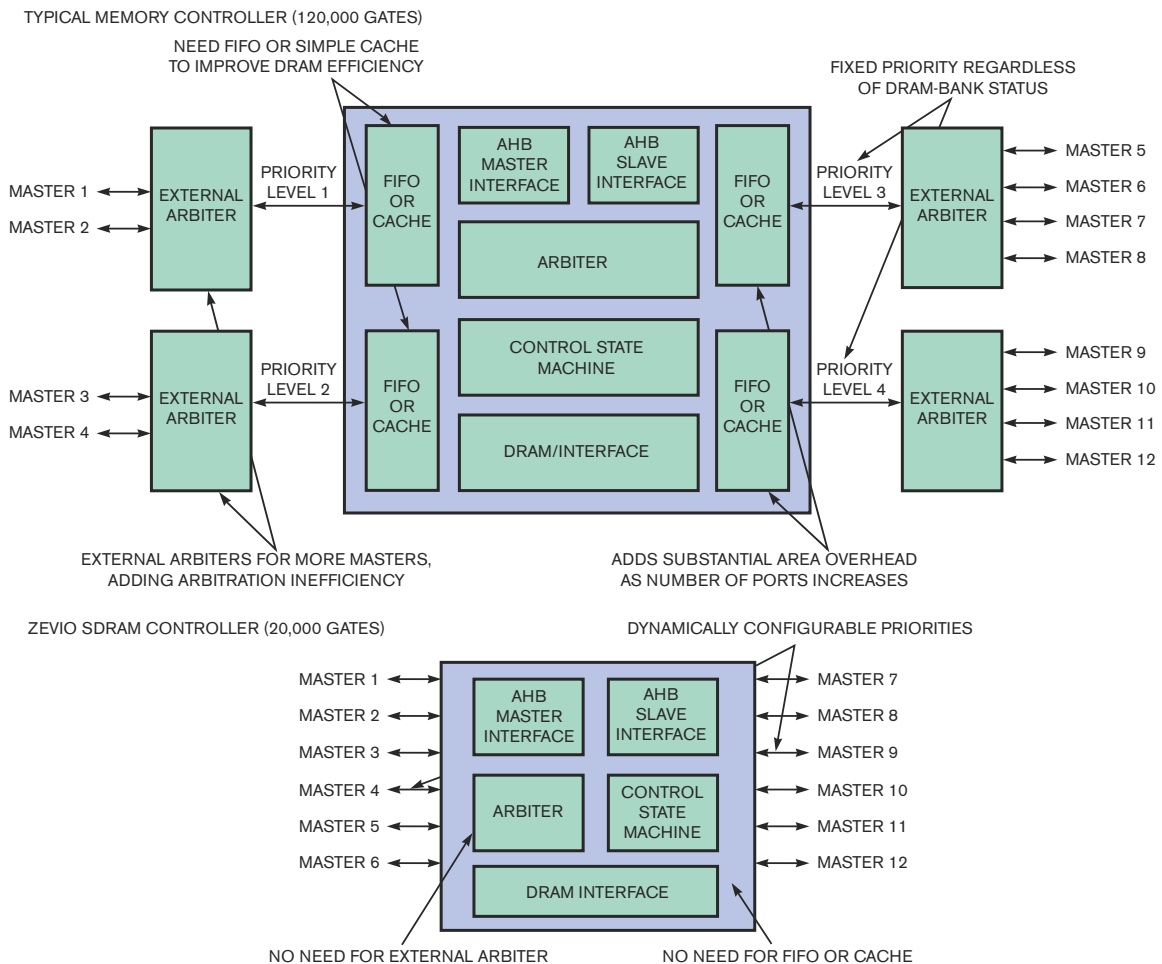 TYPICAL MEMORY CONTROLLER (120,000 GATES)
NEED FIFO OR SIMPLE CACHE
TO IMPROVE DRAM EFFICIENCY
FIXED PRIORITY REGARDLESS
OF DRAM-BANK STATUS
MASTER 1
MASTER 2
EXTERNAL
ARBITER
PRIORITY
LEVEL 1
FIFO
OR
CACHE
AHB
MASTER
INTERFACE
AHB
SLAVE
INTERFACE
FIFO
OR
CACHE
PRIORITY
LEVEL 3
EXTERNAL
ARBITER
MASTER 5
MASTER 6
MASTER 7
MASTER 8
ARBITER
MASTER 3
MASTER 4
EXTERNAL
ARBITER
PRIORITY
LEVEL 2
FIFO
OR
CACHE
CONTROL STATE
MACHINE
DRAM/INTERFACE
FIFO
OR
CACHE
PRIORITY
LEVEL 4
EXTERNAL
ARBITER
MASTER 9
MASTER 10
MASTER 11
MASTER 12
EXTERNAL ARBITERS FOR MORE MASTERS,
ADDING ARBITRATION INEFFICIENCY
ADDS SUBSTANTIAL AREA OVERHEAD
AS NUMBER OF PORTS INCREASES
ZEVIO SDRAM CONTROLLER (20,000 GATES)
DYNAMICALLY CONFIGURABLE PRIORITIES
MASTER 1
MASTER 2
MASTER 3
MASTER 4
MASTER 5
MASTER 6
AHB
MASTER
INTERFACE
AHB
SLAVE
INTERFACE
ARBITER
CONTROL
STATE
MACHINE
DRAM INTERFACE
MASTER 7
MASTER 8
MASTER 9
MASTER 10
MASTER 11
MASTER 12
NO NEED FOR EXTERNAL ARBITER
NO NEED FOR FIFO OR CACHE